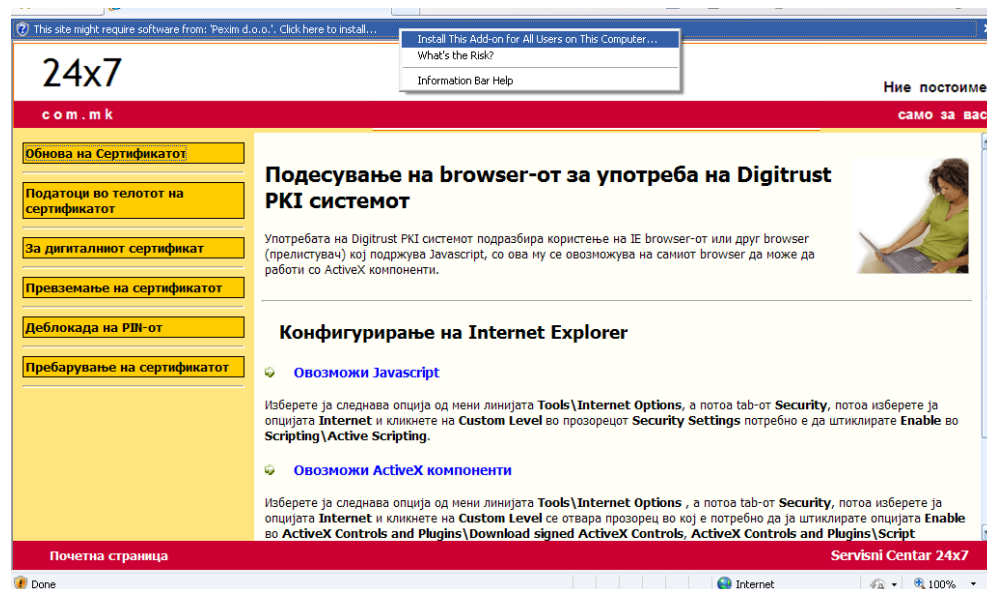 This site might require software from: 'Pexim d.o.o.'. Click here to install...
Install This Add-on for All Users on This Computer...
What's the Risk?
Information Bar Help
24x7
Ние постоиме
com.mk
само за вас
Обнова на Сертификатот
Податоци во телотот на
сертификатот
За дигиталниот сертификат
Превземање на сертификатот
Деблокада на PIN-от
Пребарување на сертификатот
Подесување на browser-от за употреба на Digitrust
PKI системот
Употребата на Digitrust PKI системот подразбира користење на IE browser-от или друг browser
(прелистувач) кој подржува Javascript, со ова му се овозможува на самиот browser да може да
работи со ActiveX компоненти.
Конфигурирање на Internet Explorer
Овозможи Javascript
Изберете ја следнава опција од мени линијата Tools\Internet Options, а потоа tab-от Security, потоа изберете ја
опцијата Internet и кликнете на Custom Level во прозорецот Security Settings потребно е да штиклирате Enable во
Scripting\Active Scripting.
Овозможи ActiveX компоненти
Изберете ја следнава опција од мени линијата Tools\Internet Options , а потоа tab-от Security, потоа изберете ја
опцијата Internet и кликнете на Custom Level се отвара прозорец во кој е потребно да ја штиклирате опцијата Enable
во ActiveX Controls and Plugins\Download signed ActiveX Controls, ActiveX Controls and Plugins\Script
Почетна страница
Servisni Centar 24x7
Done
Internet
100%